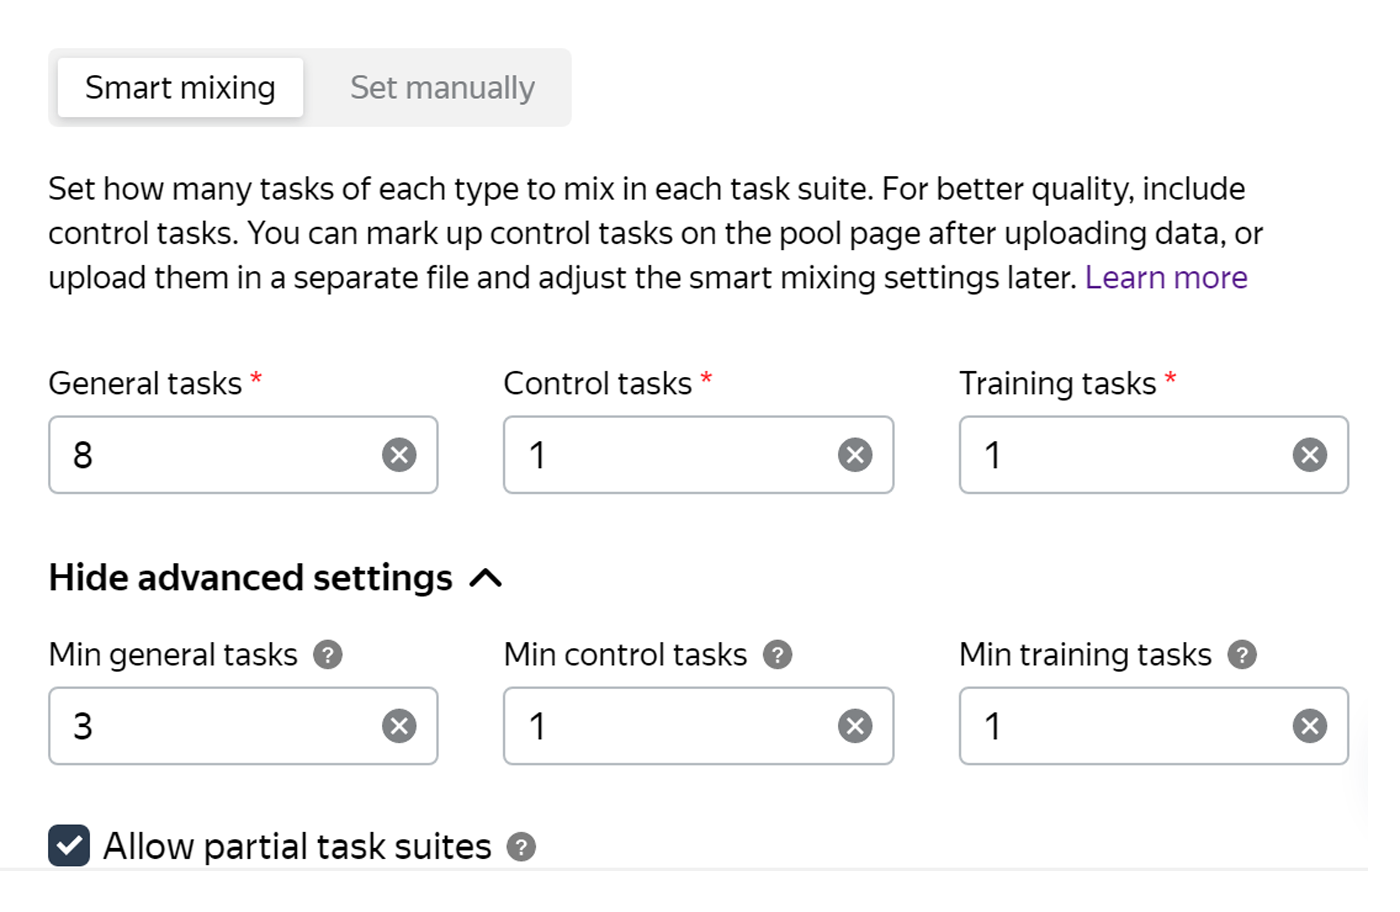 Smart mixing
Set manually
Set how many tasks of each type to mix in each task suite. For better quality, include
control tasks. You can mark up control tasks on the pool page after uploading data, or
upload them in a separate file and adjust the smart mixing settings later. Learn more
General tasks *
Control tasks *
Training tasks *
8
1
1
Hide advanced settings
Min general tasks ?
Min control tasks ?
Min training tasks ?
3
1
1
Allow partial task suites ?